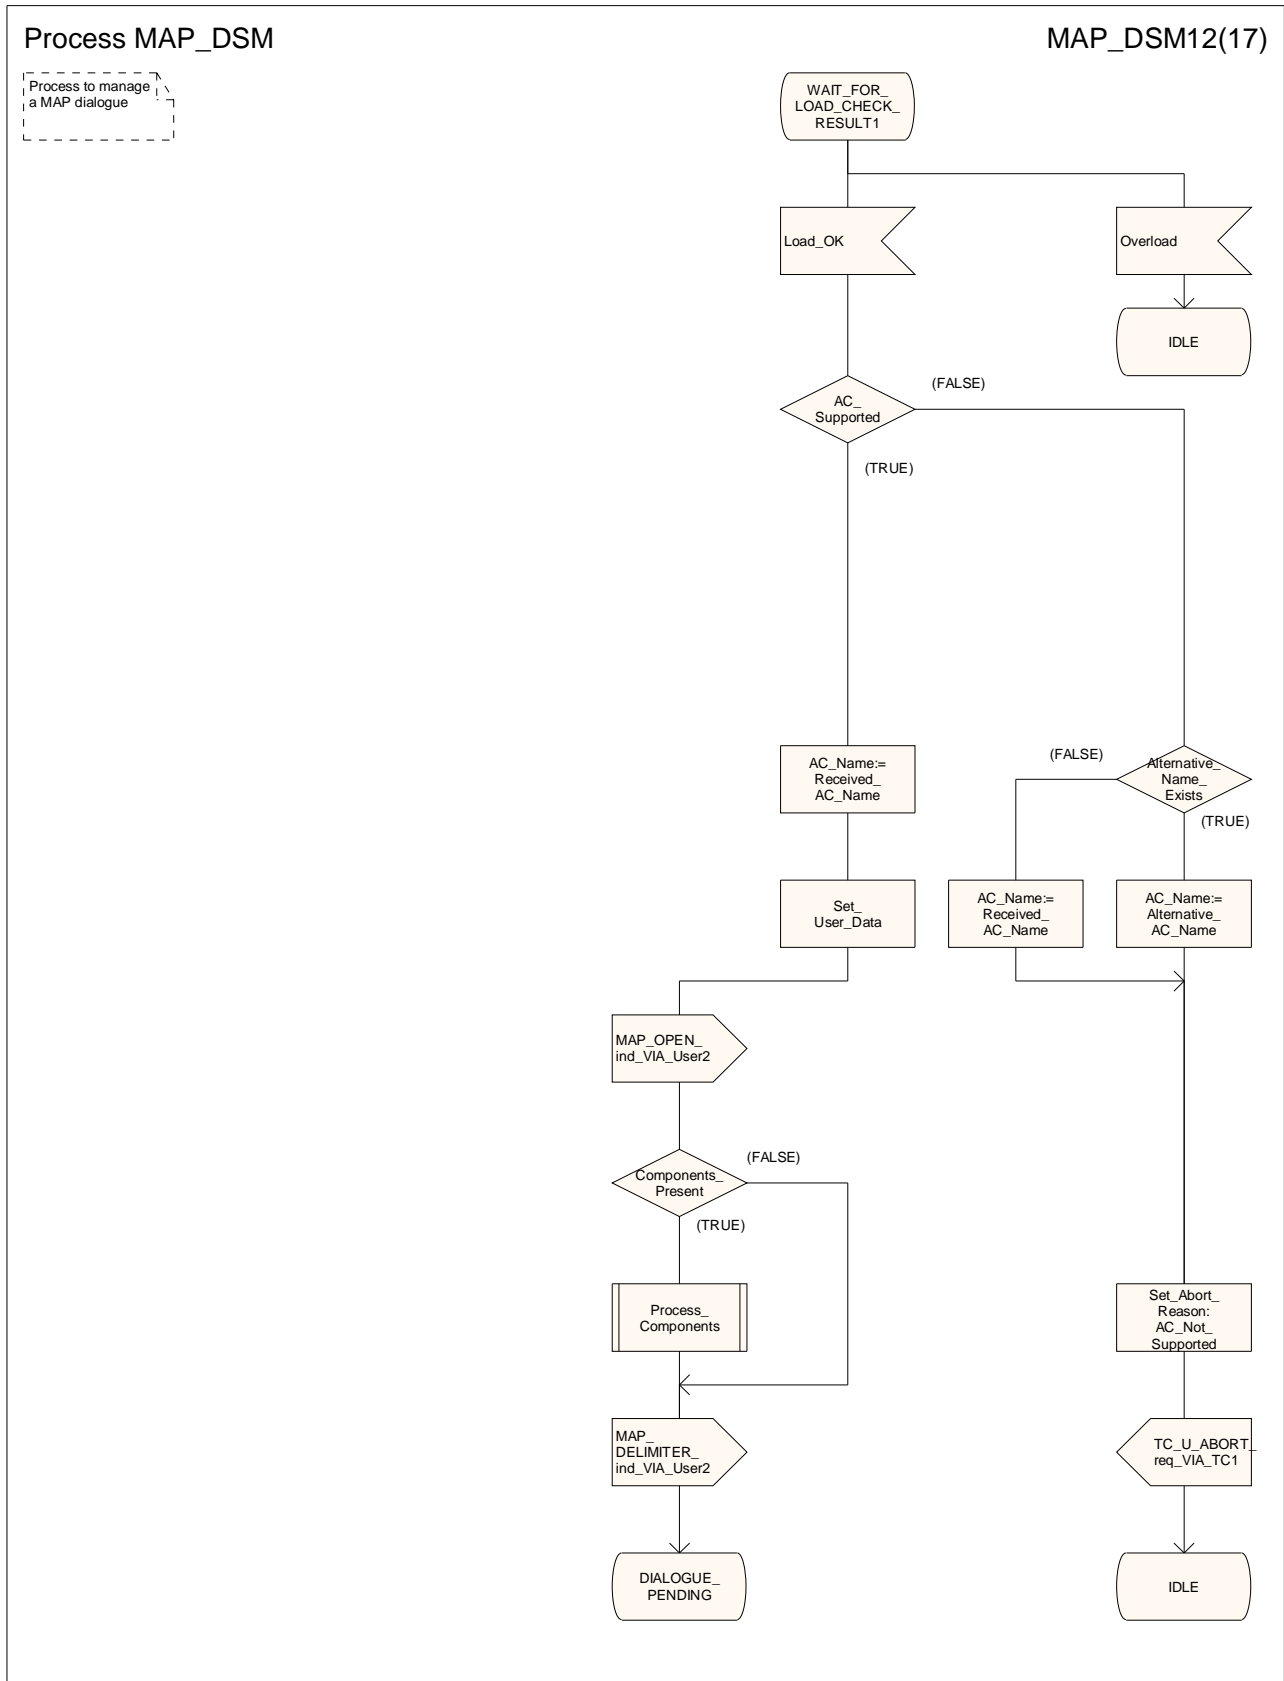 Process MAP_DSM
MAP_DSM12(17)
Process to manage
a MAP dialogue
WAIT_FOR_
LOAD_CHECK_
RESULT1
Load_OK
Overload
IDLE
(FALSE)
AC_
Supported
(TRUE)
(FALSE)
Alternative_
Name_
Exists
(TRUE)
AC_Name:=
Received_
AC_Name
Set_
User_Data
AC_Name:=
Received_
AC_Name
AC_Name:=
Alternative_
AC_Name
MAP_OPEN_
ind_VIA_User2
(FALSE)
Components_
Present
(TRUE)
Process_
Components
Set_Abort_
Reason:
AC_Not_
Supported
MAP_
DELIMITER_
ind_VIA_User2
TC_U_ABORT_
req_VIA_TC1
DIALOGUE_
PENDING
IDLE